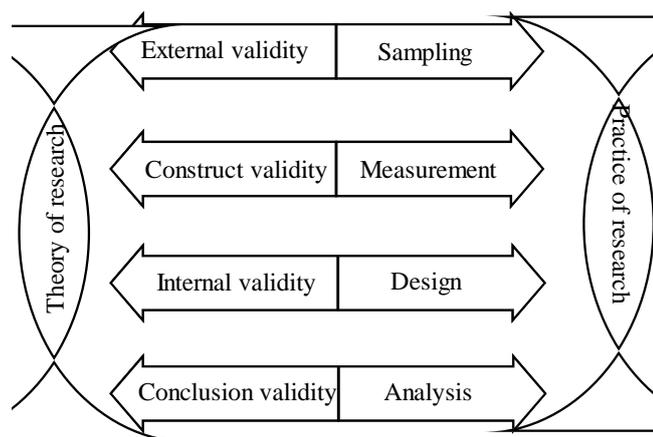 External validity Sampling
Construct validity Measurement
Internal validity Design
Conclusion validity Analysis
Theory of research
Practice of research